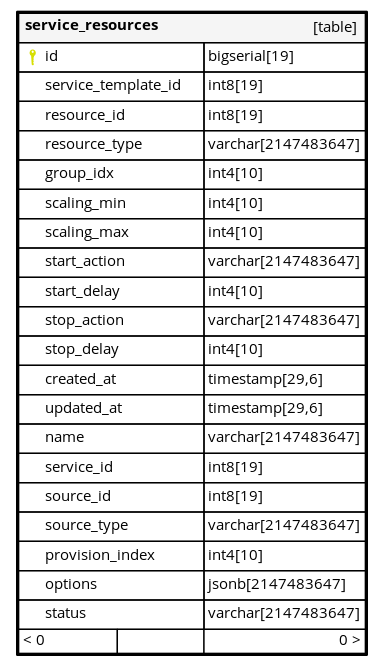 service_resources [table]
id bigserial[19]
service_template_id int8[19]
resource_id int8[19]
resource_type varchar[2147483647]
group_idx int4[10]
scaling_min int4[10]
scaling_max int4[10]
start_action varchar[2147483647]
start_delay int4[10]
stop_action varchar[2147483647]
stop_delay int4[10]
created_at timestamp[29,6]
updated_at timestamp[29,6]
name varchar[2147483647]
service_id int8[19]
source_id int8[19]
source_type varchar[2147483647]
provision_index int4[10]
options jsonb[2147483647]
status varchar[2147483647]
< 0 0 >